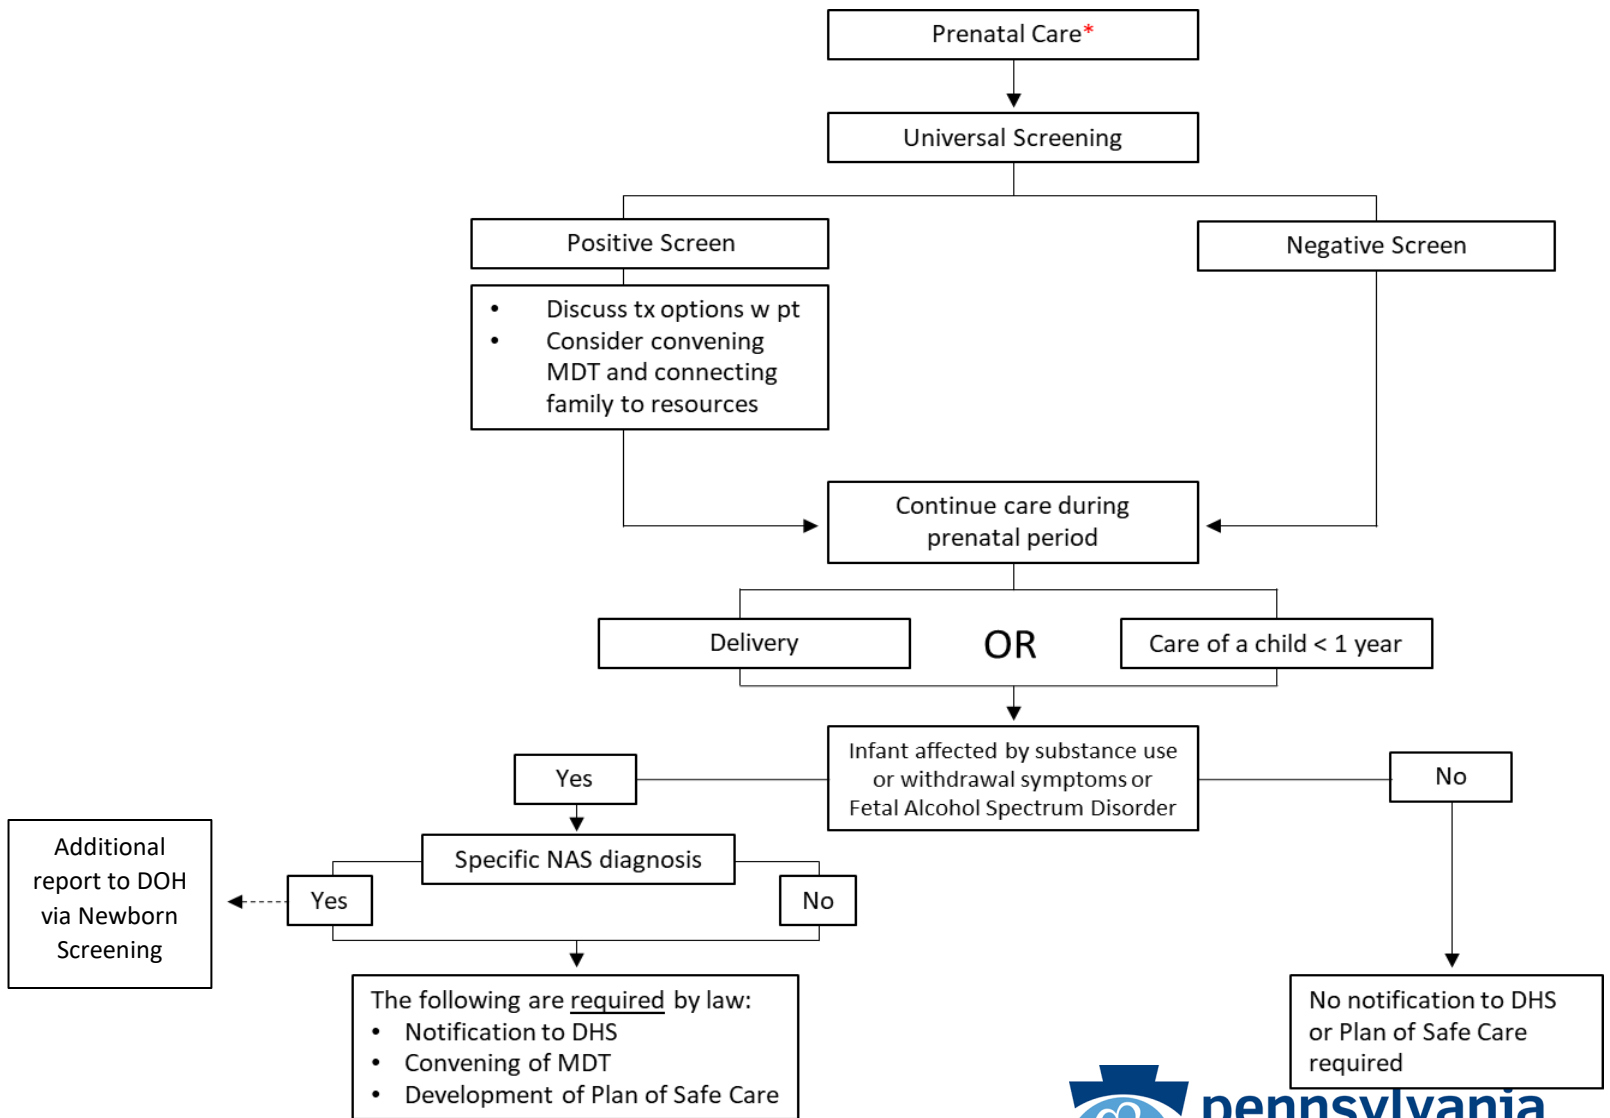 Prenatal Care*
Universal Screening
Positive Screen
Negative Screen
• Discuss tx options w pt
• Consider convening
MDT and connecting
family to resources
Continue care during
prenatal period
Delivery
OR
Care of a child < 1 year
Infant affected by substance use
or withdrawal symptoms or
Fetal Alcohol Spectrum Disorder
Yes
No
Specific NAS diagnosis
Additional
report to DOH
via Newborn
Screening
Yes
No
The following are required by law:
• Notification to DHS
• Convening of MDT
• Development of Plan of Safe Care
No notification to DHS
or Plan of Safe Care
required
pennsylvania